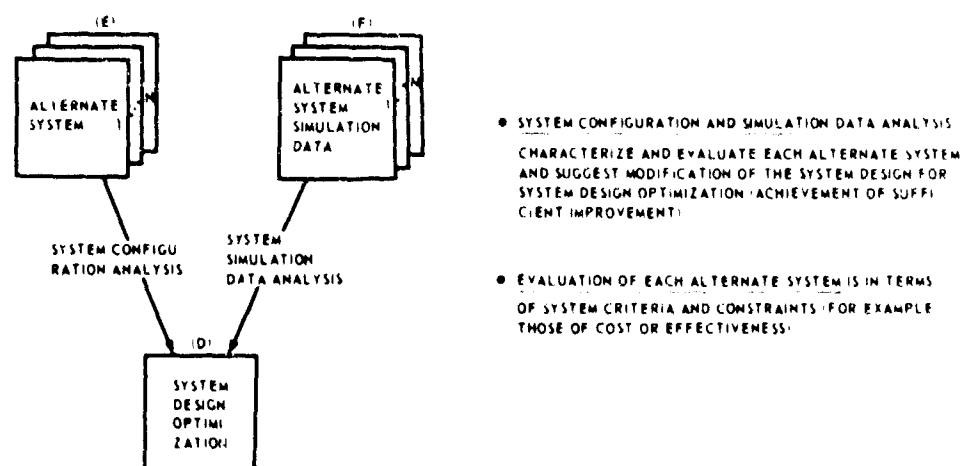 (E)
ALTERNATE
SYSTEM 1...N
(F)
ALTERNATE
SYSTEM 1...N
SIMULATION
DATA
SYSTEM CONFIGU
RATION ANALYSIS
SYSTEM
SIMULATION
DATA ANALYSIS
(D)
SYSTEM
DESIGN
OPTIMI
ZATION
● SYSTEM CONFIGURATION AND SIMULATION DATA ANALYSIS
CHARACTERIZE AND EVALUATE EACH ALTERNATE SYSTEM
AND SUGGEST MODIFICATION OF THE SYSTEM DESIGN FOR
SYSTEM DESIGN OPTIMIZATION (ACHIEVEMENT OF SUFFI
CIENT IMPROVEMENT)
● EVALUATION OF EACH ALTERNATE SYSTEM IS IN TERMS
OF SYSTEM CRITERIA AND CONSTRAINTS (FOR EXAMPLE
THOSE OF COST OR EFFECTIVENESS)